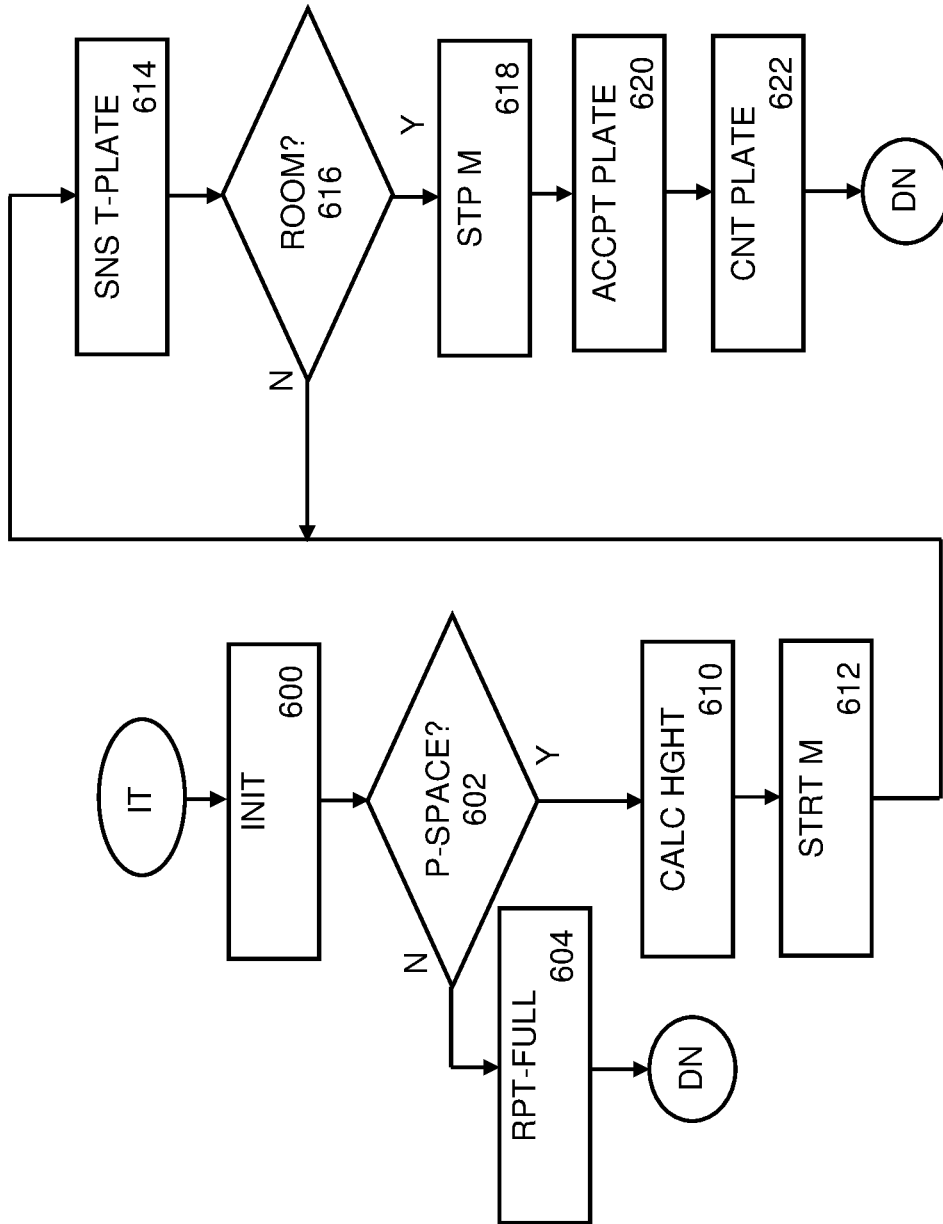 IT
INIT
600
P-SPACE?
602
N
Y
RPT-FULL
604
DN
CALC HGHT
610
STRT M
612
SNS T-PLATE
614
ROOM?
616
N
Y
STP M
618
ACCPT PLATE
620
CNT PLATE
622
DN